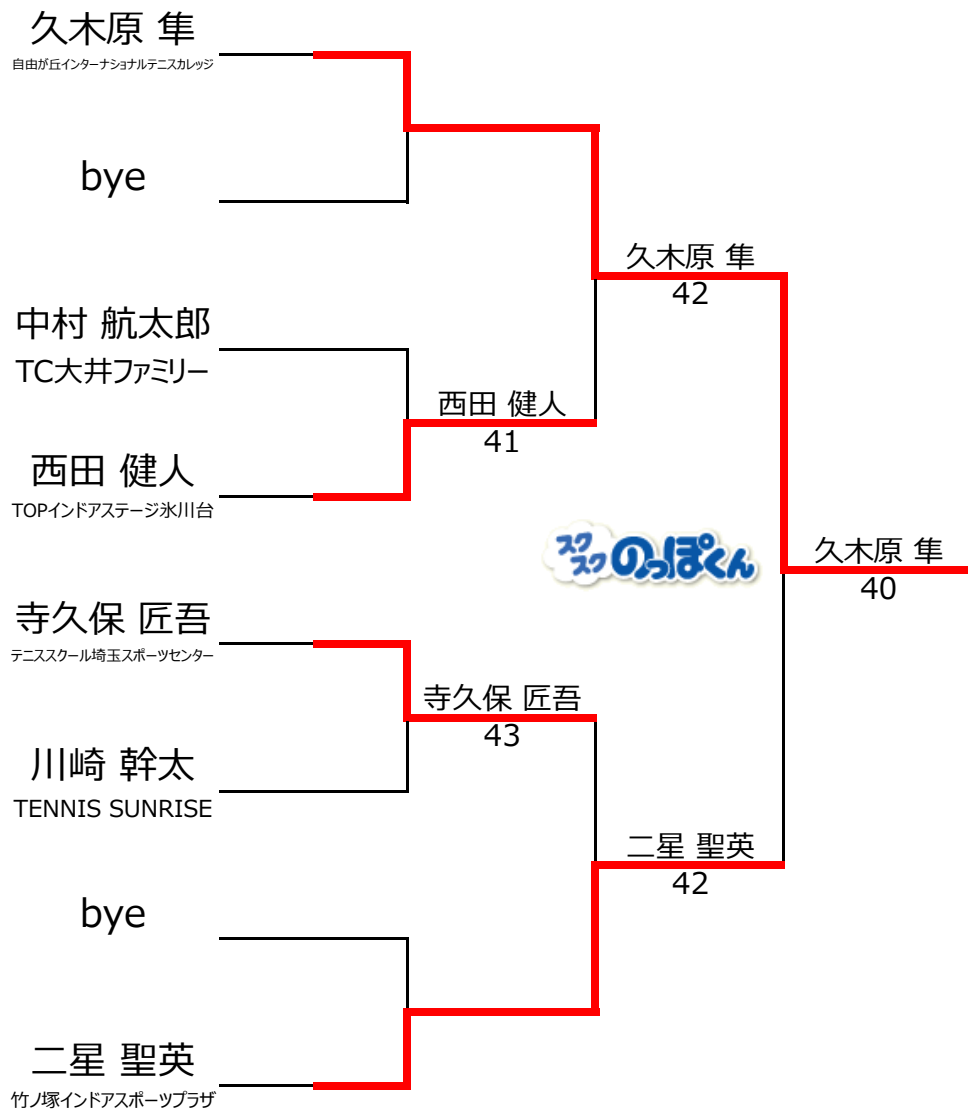 久木原 隼
自由が丘インターナショナルテニスカレッジ
bye
久木原 隼
42
中村 航太郎
TC大井ファミリー
西田 健人
41
西田 健人
TOPインドアステージ氷川台
スク
スク
のっぽくん
久木原 隼
40
寺久保 匠吾
テニススクール埼玉スポーツセンター
寺久保 匠吾
43
川崎 幹太
TENNIS SUNRISE
二星 聖英
42
bye
二星 聖英
竹ノ塚インドアスポーツプラザ